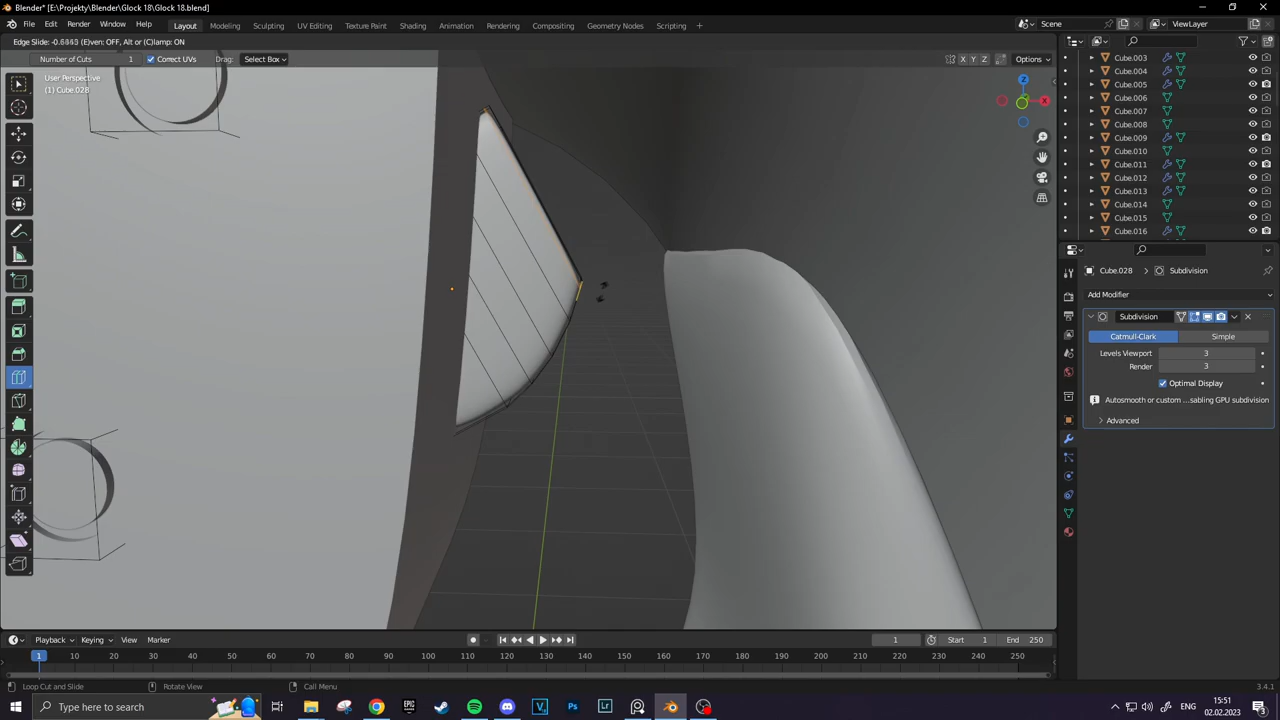 Blender* [E:\Projekty\Blender\Glock 18\Glock 18.blend]
File Edit Render Window Help Layout Modeling Sculpting UV Editing Texture Paint Shading Animation Rendering Compositing Geometry Nodes Scripting + Scene ViewLayer
(E)ven: OFF, Alt or (C)lamp: ON
Number of Cuts 1 Correct UVs Drag: Select Box X Y Z Options
User Perspective
(1) Cube.028
Z
X
Cube.003
Cube.004
Cube.005
Cube.006
Cube.007
Cube.008
Cube.009
Cube.010
Cube.011
Cube.012
Cube.013
Cube.014
Cube.015
Cube.016
Cube.028 Subdivision
Add Modifier
Subdivision
Catmull-Clark Simple
Levels Viewport 3
Render 3
Optimal Display
Autosmooth or custom ...sabling GPU subdivision
Advanced
Playback Keying View Marker 1 Start 1 End 250
1 10 20 30 40 50 60 70 80 90 100 110 120 130 140 150 160 170 180 190 200 210 220 230 240 250
Loop Cut and Slide Rotate View Call Menu 3.4.1
Type here to search
15:51
02.02.2023